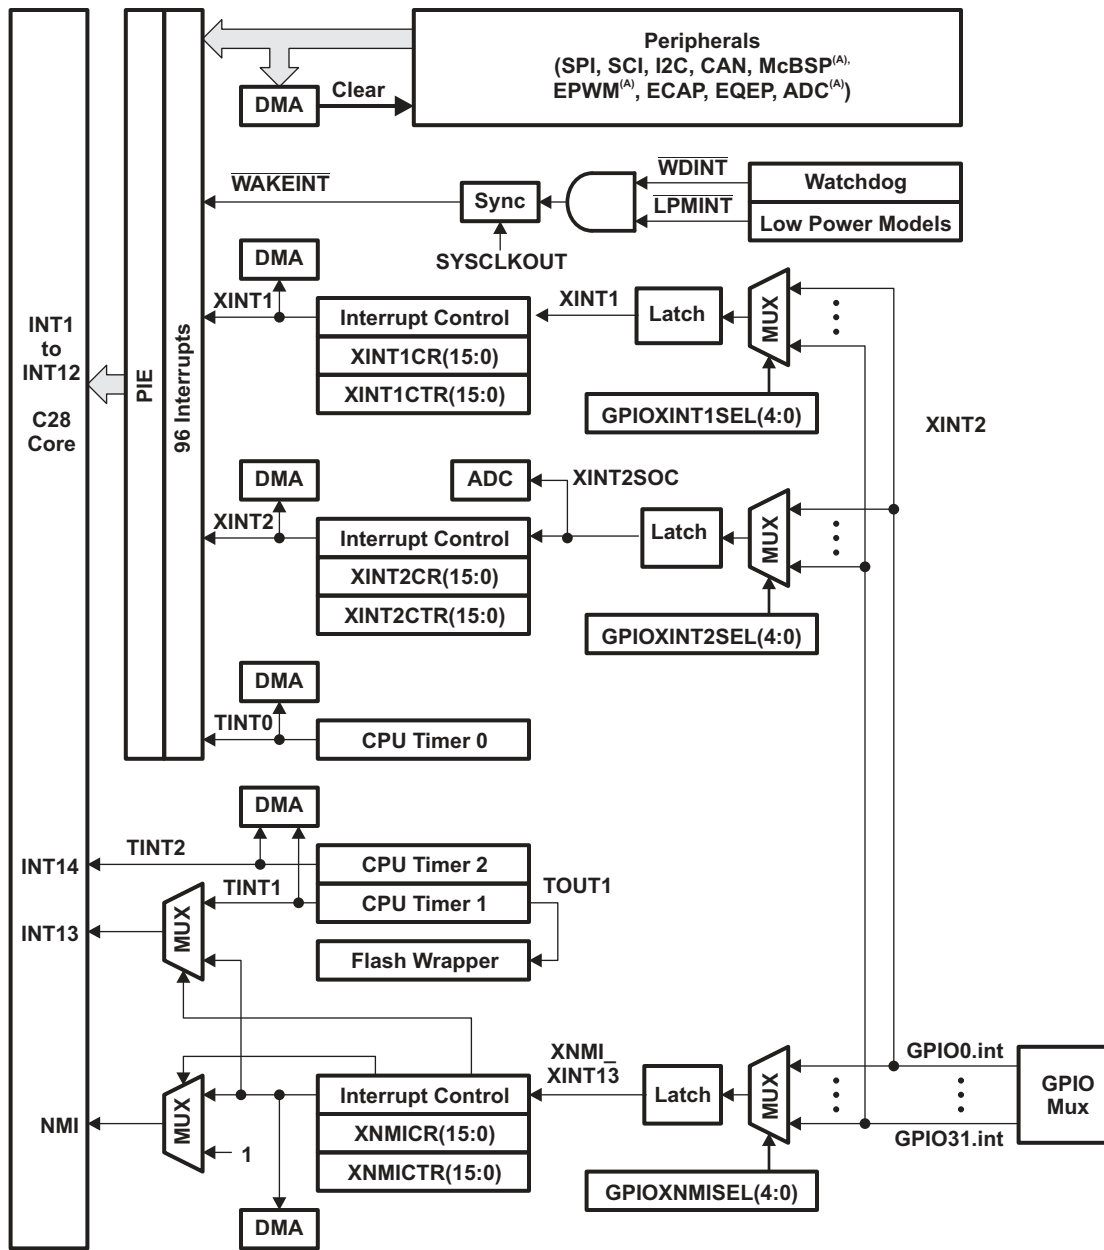 Peripherals
(SPI, SCI, I2C, CAN, McBSP(A),
EPWM(A), ECAP, EQEP, ADC(A))
DMA
Clear
WDINT
Watchdog
WAKEINT
Sync
LPMINT
Low Power Models
SYSCLKOUT
DMA
XINT1
Interrupt Control
XINT1CR(15:0)
XINT1CTR(15:0)
XINT1
Latch
MUX
GPIOXINT1SEL(4:0)
INT1
to
INT12
C28
Core
PIE
96 Interrupts
XINT2
DMA
ADC
XINT2SOC
XINT2
Interrupt Control
XINT2CR(15:0)
XINT2CTR(15:0)
Latch
MUX
GPIOXINT2SEL(4:0)
DMA
TINT0
CPU Timer 0
DMA
INT14
TINT2
CPU Timer 2
TINT1
CPU Timer 1
TOUT1
INT13
MUX
Flash Wrapper
XNMI_
XINT13
Interrupt Control
XNMICR(15:0)
XNMICTR(15:0)
Latch
MUX
GPIO0.int
GPIO31.int
GPIO
Mux
NMI
MUX
1
GPIOXNMISEL(4:0)
DMA